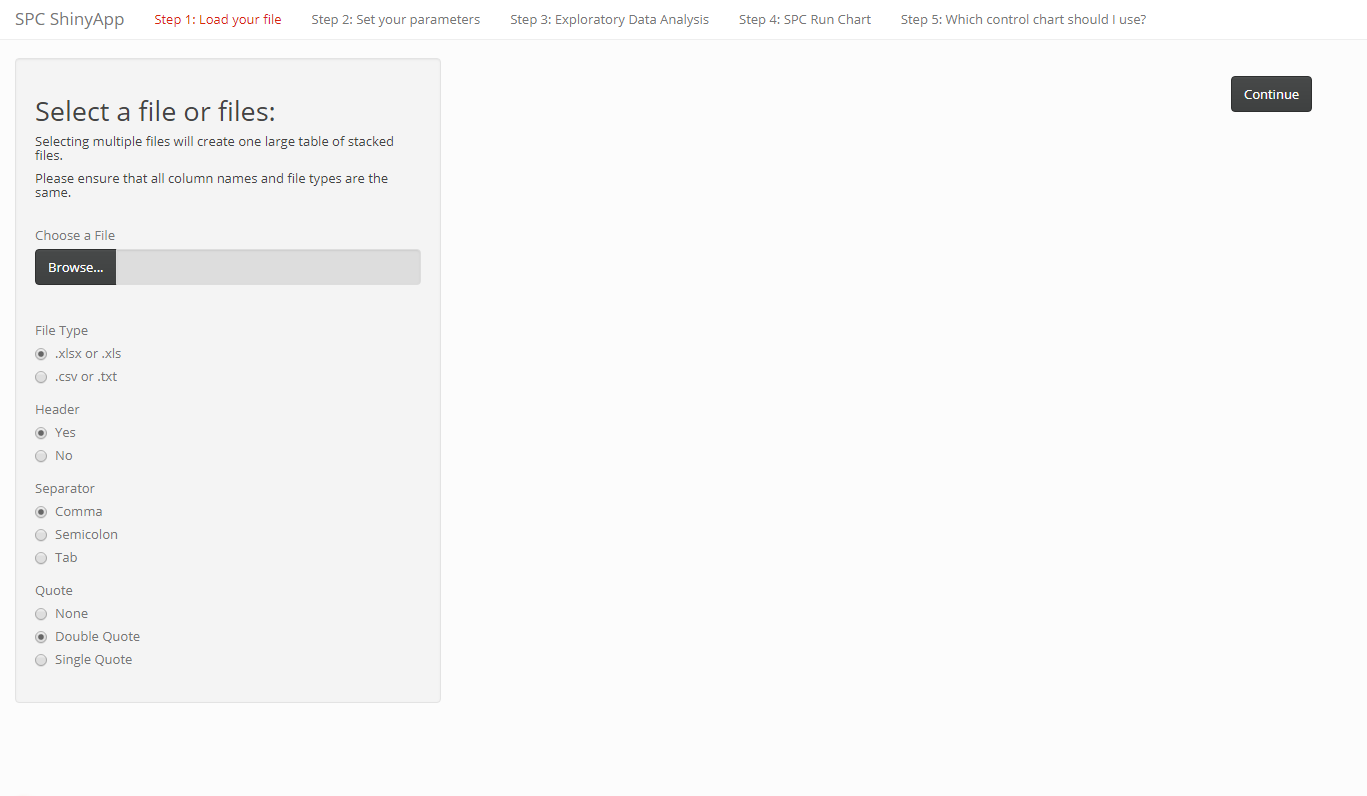 SPC ShinyApp Step 1: Load your file Step 2: Set your parameters Step 3: Exploratory Data Analysis Step 4: SPC Run Chart Step 5: Which control chart should I use?
Continue
Select a file or files:
Selecting multiple files will create one large table of stacked
files.
Please ensure that all column names and file types are the
same.
Choose a File
Browse...
File Type
.xlsx or .xls
.csv or .txt
Header
Yes
No
Separator
Comma
Semicolon
Tab
Quote
None
Double Quote
Single Quote